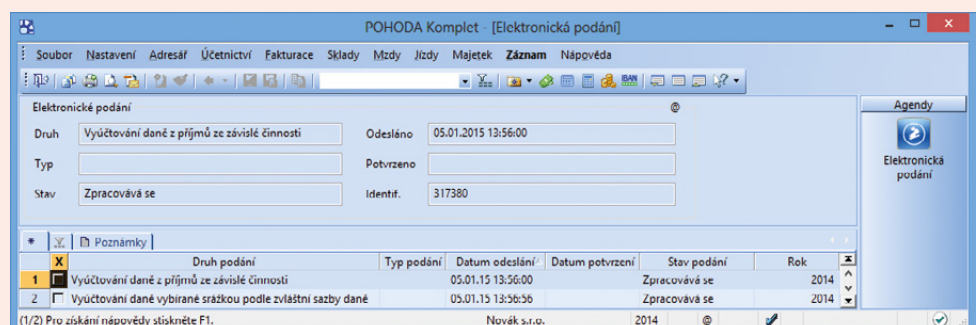 POHODA Komplet - [Elektronická podání]
Soubor Nastavení Adresář Účetnictví Fakturace Sklady Mzdy Jízdy Majetek Záznam Nápověda
IBAN
Elektronické podání @
Agendy
Druh Vyúčtování daně z příjmů ze závislé činnosti Odesláno 05.01.2015 13:56:00
Typ Potvrzeno
Elektronická
podání
Stav Zpracovává se Identif. 317380
* Poznámky
X Druh podání Typ podání Datum odeslání Datum potvrzení Stav podání Rok
1 Vyúčtování daně z příjmů ze závislé činnosti 05.01.15 13:56:00 Zpracovává se 2014
2 Vyúčtování daně vybírané srážkou podle zvláštní sazby daně 05.01.15 13:56:56 Zpracovává se 2014
(1/2) Pro získání nápovědy stiskněte F1. Novák s.r.o. 2014 @